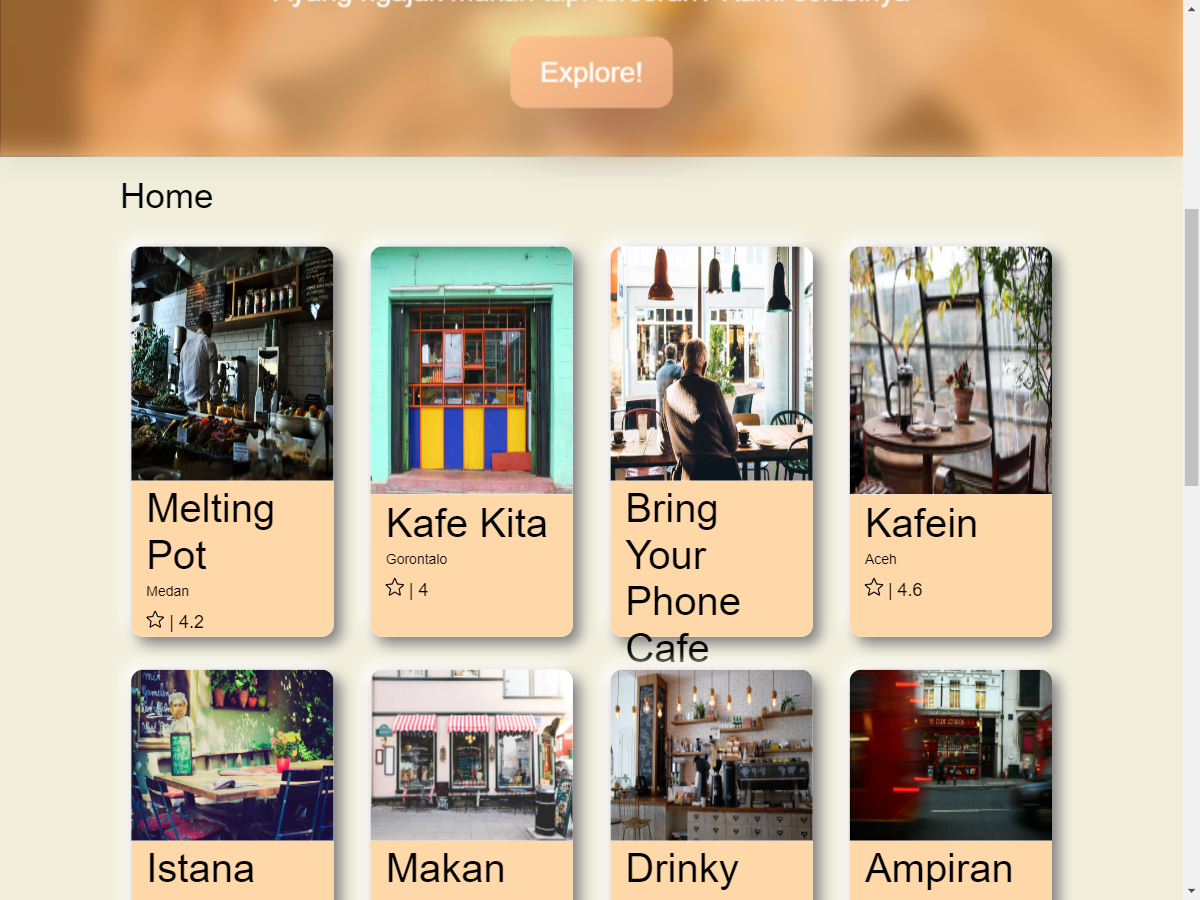 Explore!
Home
Melting
Pot
Medan
| 4.2
Kafe Kita
Gorontalo
| 4
Bring
Your
Phone
Cafe
Kafein
Aceh
| 4.6
Istana
Makan
Drinky
Ampiran